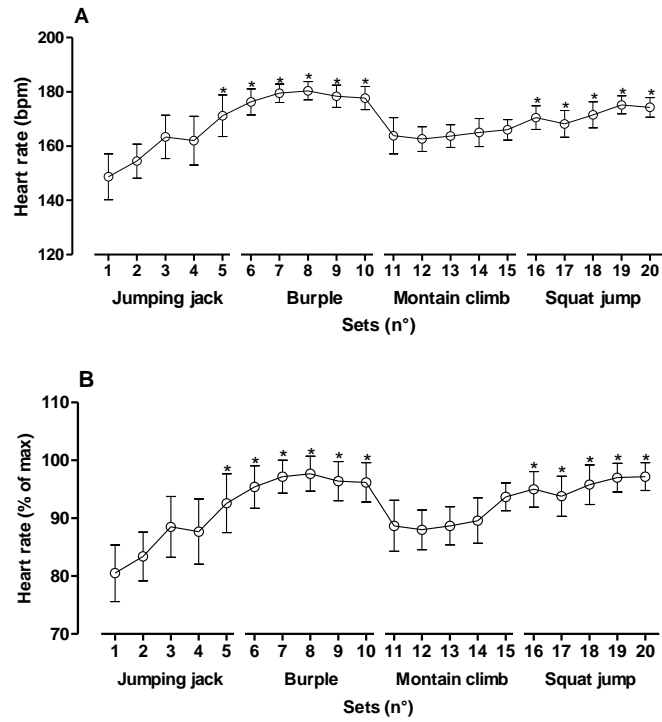 A
Heart rate (bpm)
200
180
160
140
120
* * * * * * * * * * *
1 2 3 4 5 6 7 8 9 10 11 12 13 14 15 16 17 18 19 20
Jumping jack Burple Montain climb Squat jump
Sets (n°)
B
Heart rate (% of max)
110
100
90
80
70
* * * * * * * * * * *
1 2 3 4 5 6 7 8 9 10 11 12 13 14 15 16 17 18 19 20
Jumping jack Burple Montain climb Squat jump
Sets (n°)